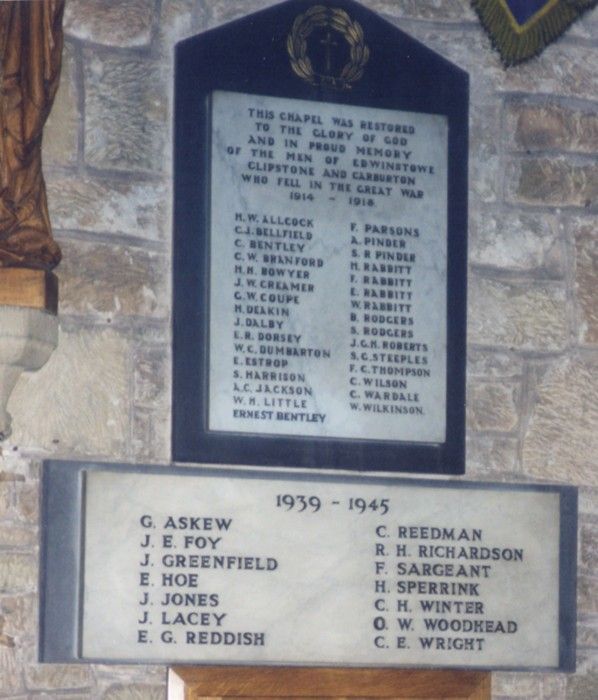 THIS CHAPEL WAS RESTORED
TO THE GLORY OF GOD
AND IN PROUD MEMORY
OF THE MEN OF EDWINSTOWE
CLIPSTONE AND CARBURTON
WHO FELL IN THE GREAT WAR
1914 - 1918
H. W. ALLCOCK
C. J. BELLFIELD
C. BENTLEY
C. W. BRANFORD
H. H. BOWYER
J. W. CREAMER
G. W. COUPE
H. DEAKIN
J. DALBY
E. R. DORSEY
W. C. DUMBARTON
E. ESTROP
S. HARRISON
A. C. JACKSON
W. H. LITTLE
ERNEST BENTLEY
F. PARSONS
A. PINDER
S. R PINDER
H. RABBITT
F. RABBITT
E. RABBITT
W. RABBITT
B. RODGERS
S. RODGERS
J. G. H. ROBERTS
S. G. STEEPLES
F. C. THOMPSON
C. WILSON
C. WARDALE
W. WILKINSON.
1939 - 1945
G. ASKEW
J. E. FOY
J. GREENFIELD
E. HOE
J. JONES
J. LACEY
E. G. REDDISH
C. REEDMAN
R. H. RICHARDSON
F. SARGEANT
H. SPERRINK
C. H. WINTER
O. W. WOODHEAD
C. E. WRIGHT